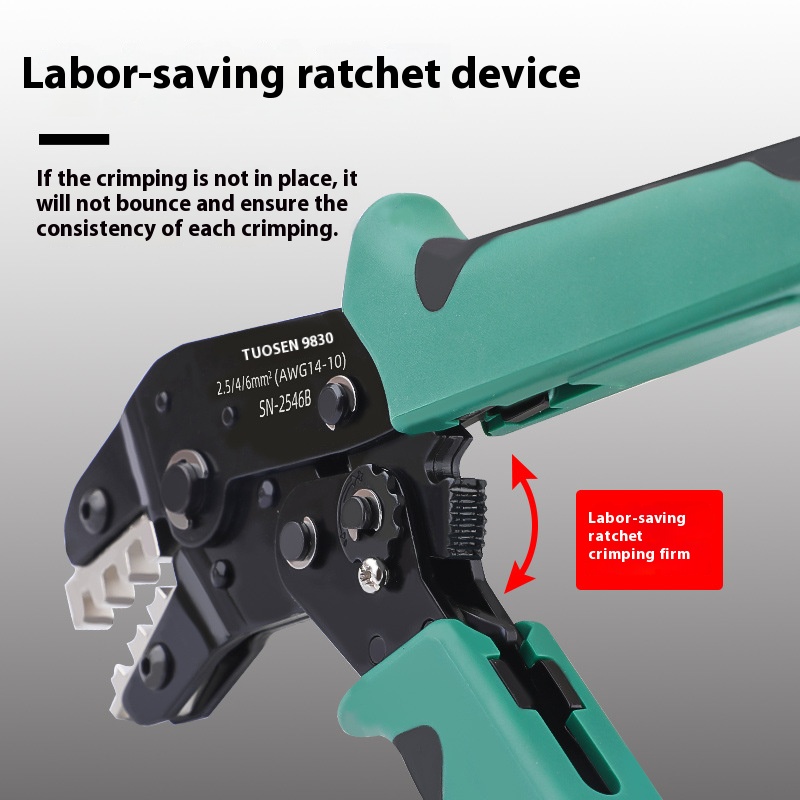 Labor-saving ratchet device
If the crimping is not in place, it
will not bounce and ensure the
consistency of each crimping.
TUOSEN 9830
2.5/4/6mm² (AWG14-10)
SN-2546B
Labor-saving
ratchet
crimping firm